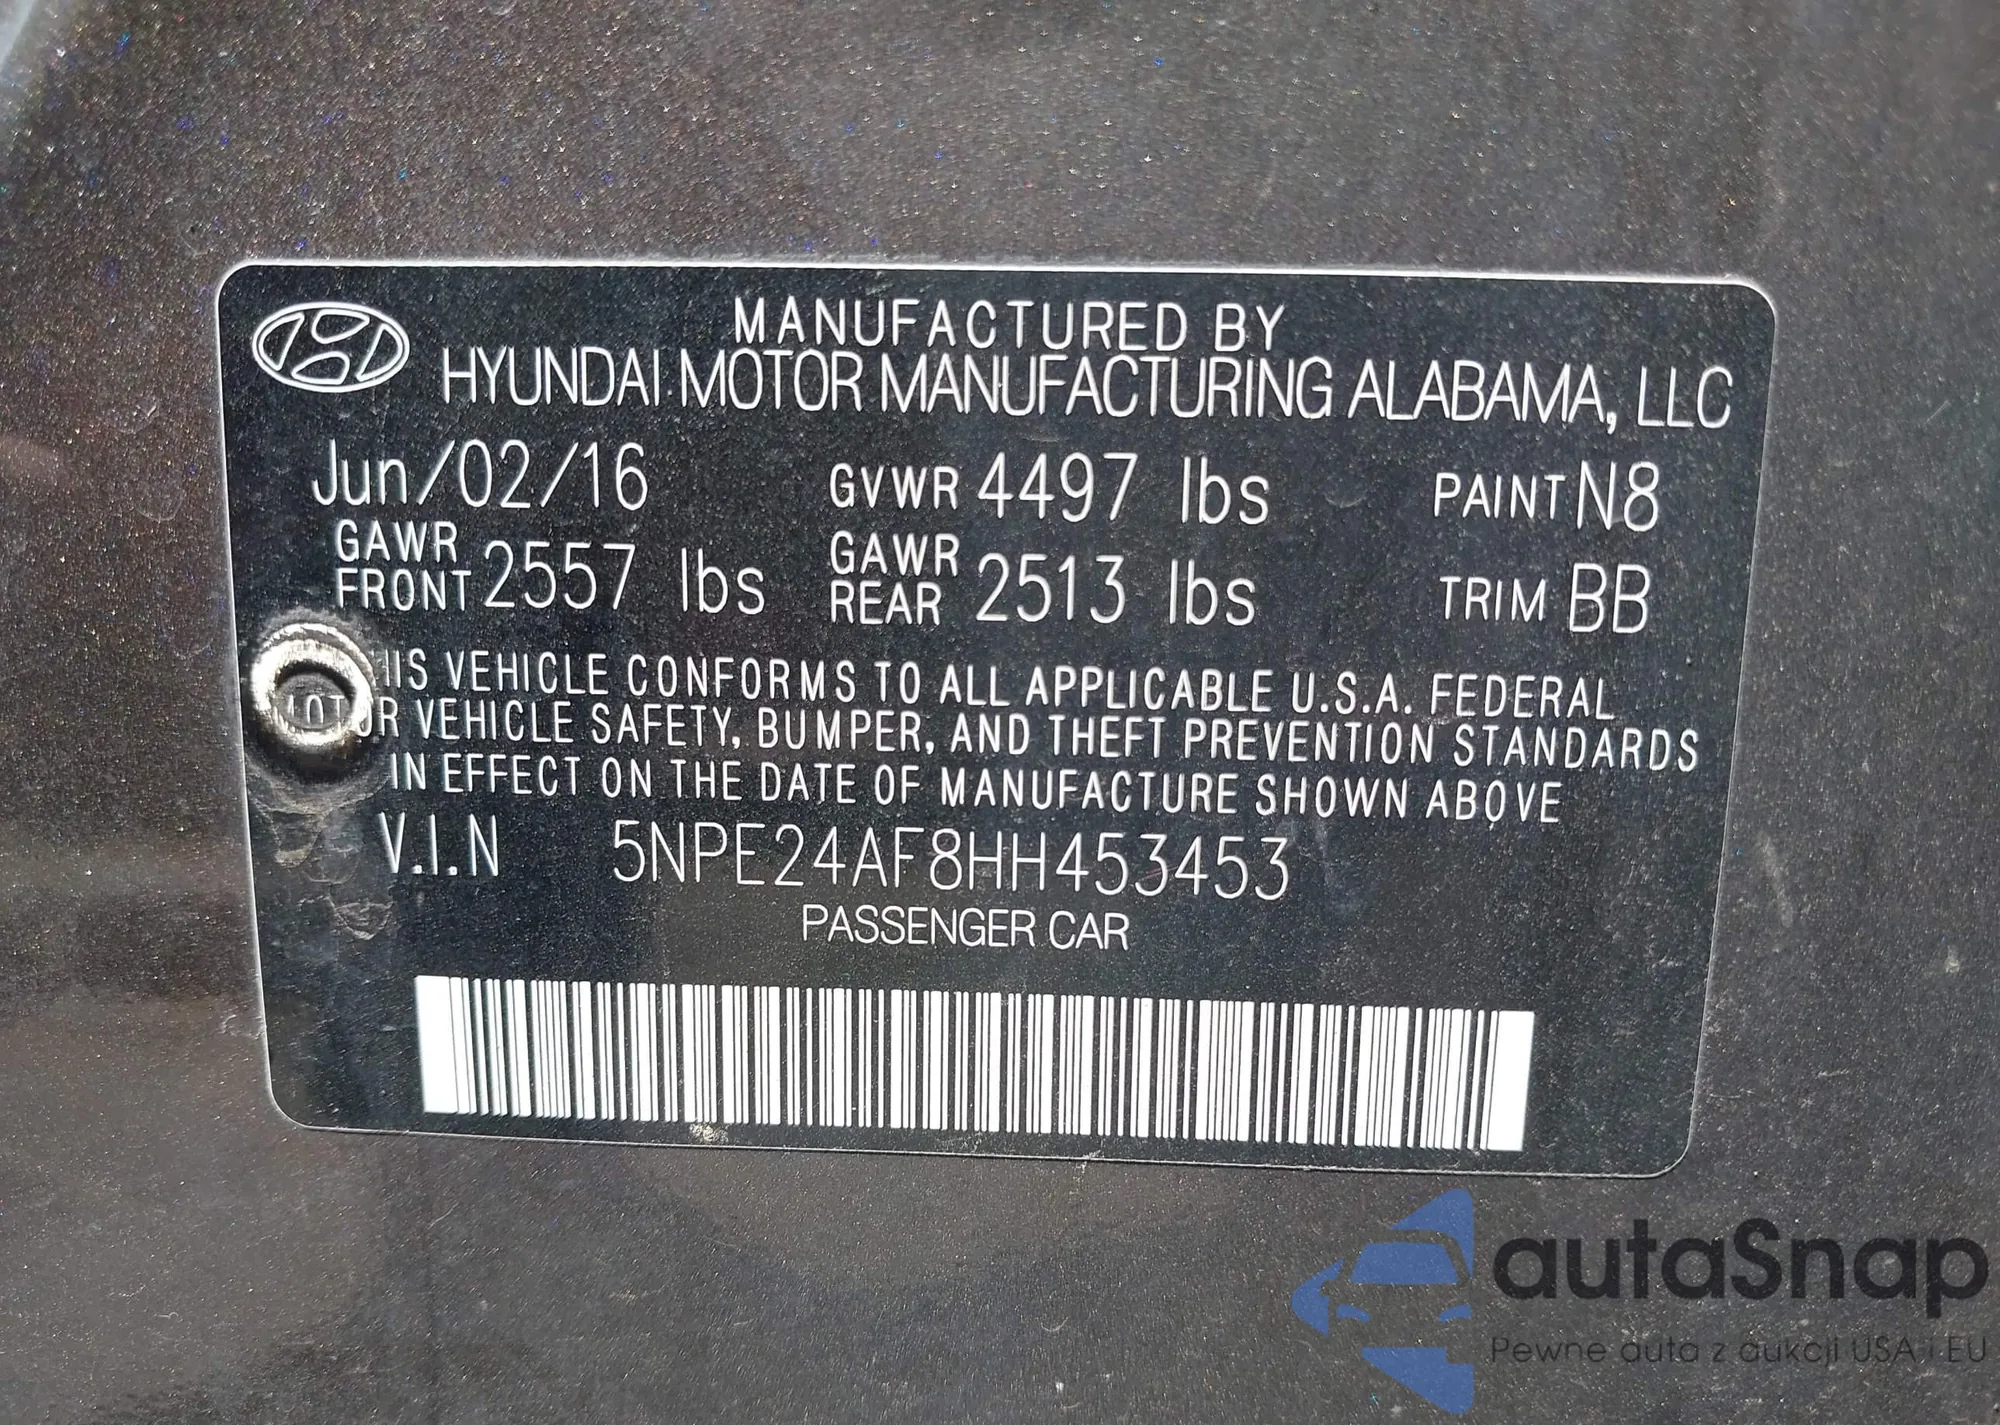 MANUFACTURED BY
HYUNDAI MOTOR MANUFACTURING ALABAMA, LLC
Jun/02/16 GVWR 4497 lbs PAINT N8
GAWR FRONT 2557 lbs GAWR REAR 2513 lbs TRIM BB
THIS VEHICLE CONFORMS TO ALL APPLICABLE U.S.A. FEDERAL
MOTOR VEHICLE SAFETY, BUMPER, AND THEFT PREVENTION STANDARDS
IN EFFECT ON THE DATE OF MANUFACTURE SHOWN ABOVE
V.I.N 5NPE24AF8HH453453
PASSENGER CAR
autaSnap
Pewne auta z aukcji USA i EU